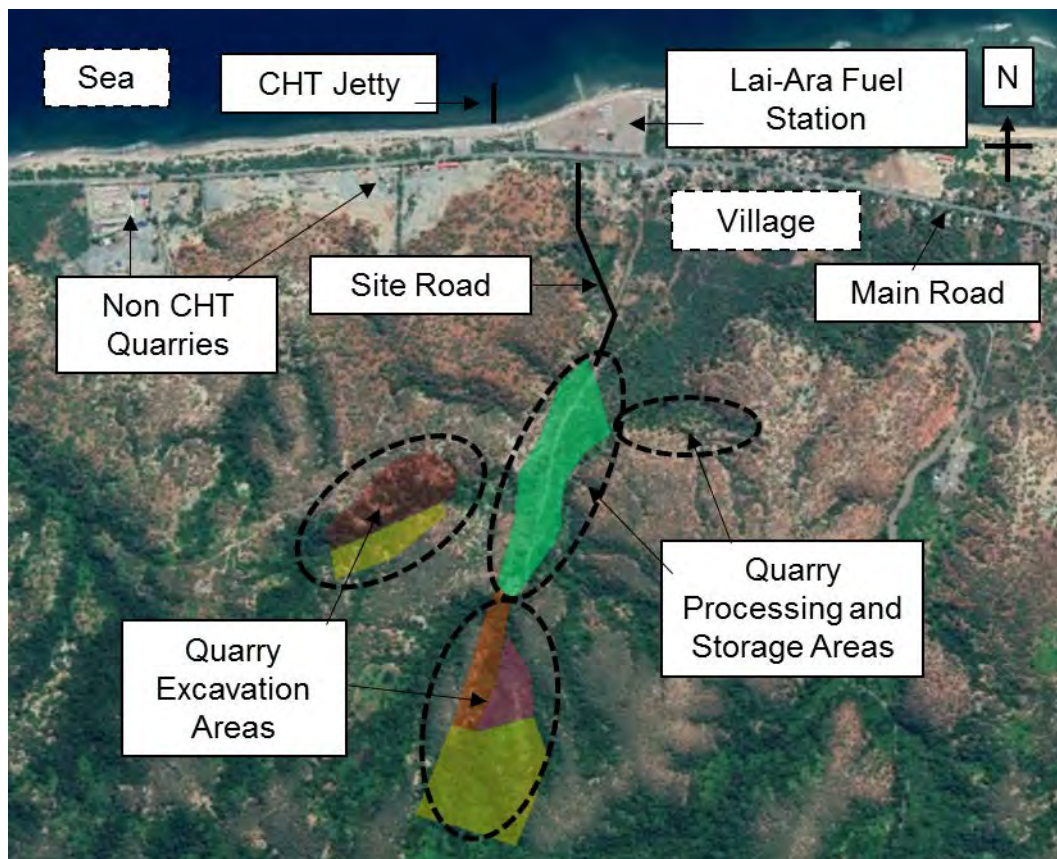 Sea
CHT Jetty
Lai-Ara Fuel
Station
N
Village
Non CHT
Quarries
Site Road
Main Road
Quarry
Excavation
Areas
Quarry
Processing and
Storage Areas